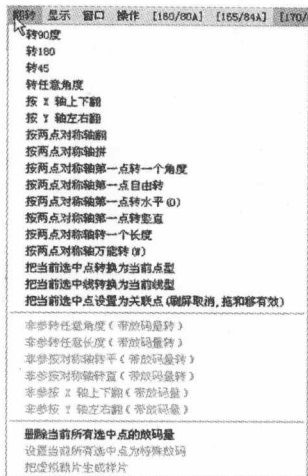 翻转 显示 窗口 操作 [160/80A] [165/84A] [170/
转90度
转180
转45
转任意角度
按 X 轴上下翻
按 Y 轴左右翻
按两点对称轴翻
按两点对称轴拼
按两点对称轴第一点转一个角度
按两点对称轴第一点自由转
按两点对称轴第一点转水平(O)
按两点对称轴第一点转竖直
按两点对称轴转一个长度
按两点对称轴万能转(W)
把当前选中点转换为当前点型
把当前选中线转换为当前线型
把当前选中点设置为关联点(刷屏取消,拖和移有效)
非参转任意角度(带放码量转)
非参转任意长度(带放码量转)
非参按对称轴转平(带放码量转)
非参按对称轴转直(带放码量转)
非参按 X 轴上下翻(带放码量)
非参按 Y 轴左右翻(带放码量)
删除当前所有选中点的放码量
设置当前所有选中点为特殊放码
把虚拟裁片生成样片